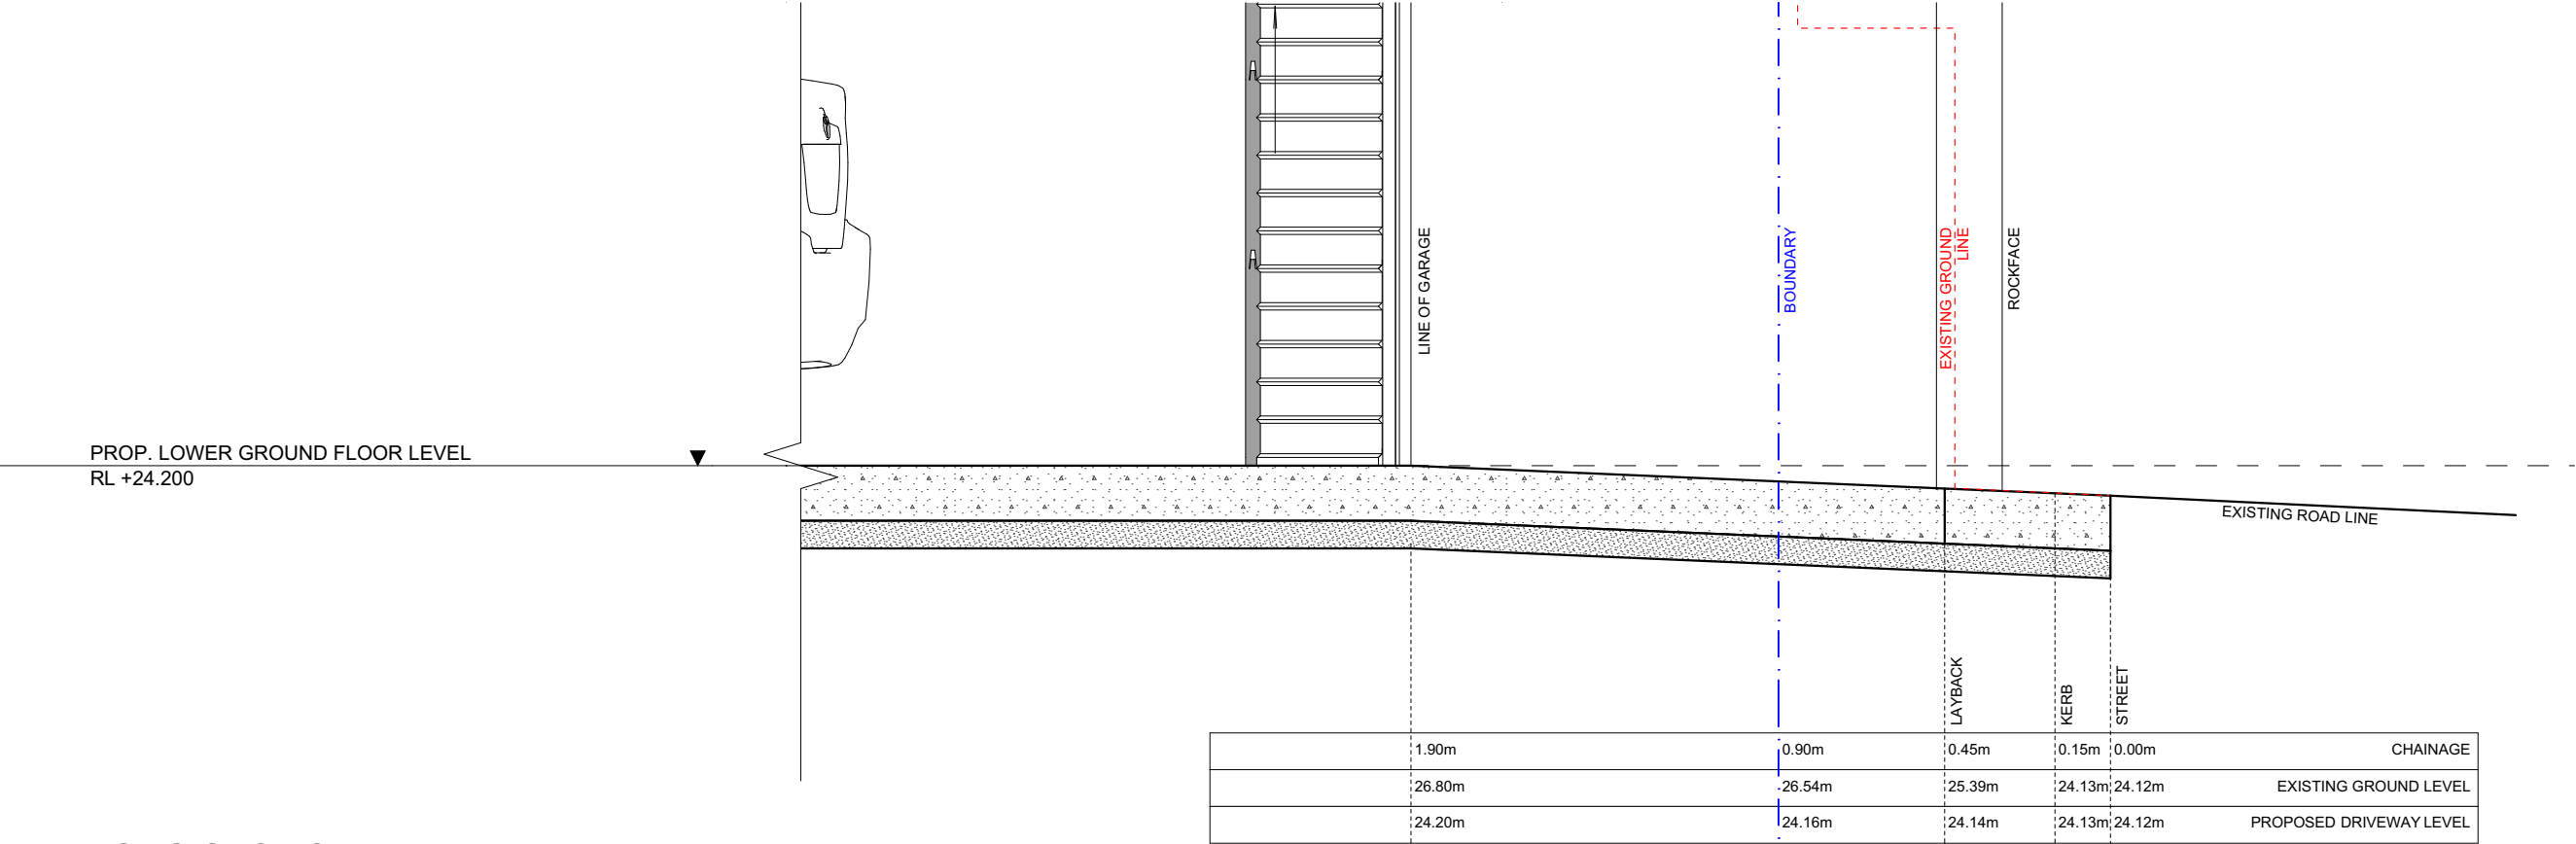 LINE OF GARAGE
BOUNDARY
EXISTING GROUND
LINE
ROCKFACE
PROP. LOWER GROUND FLOOR LEVEL
RL +24.200
EXISTING ROAD LINE
LAYBACK
KERB
STREET
1.90m 0.90m 0.45m 0.15m 0.00m CHAINAGE
26.80m 26.54m 25.39m 24.13m 24.12m EXISTING GROUND LEVEL
24.20m 24.16m 24.14m 24.13m 24.12m PROPOSED DRIVEWAY LEVEL